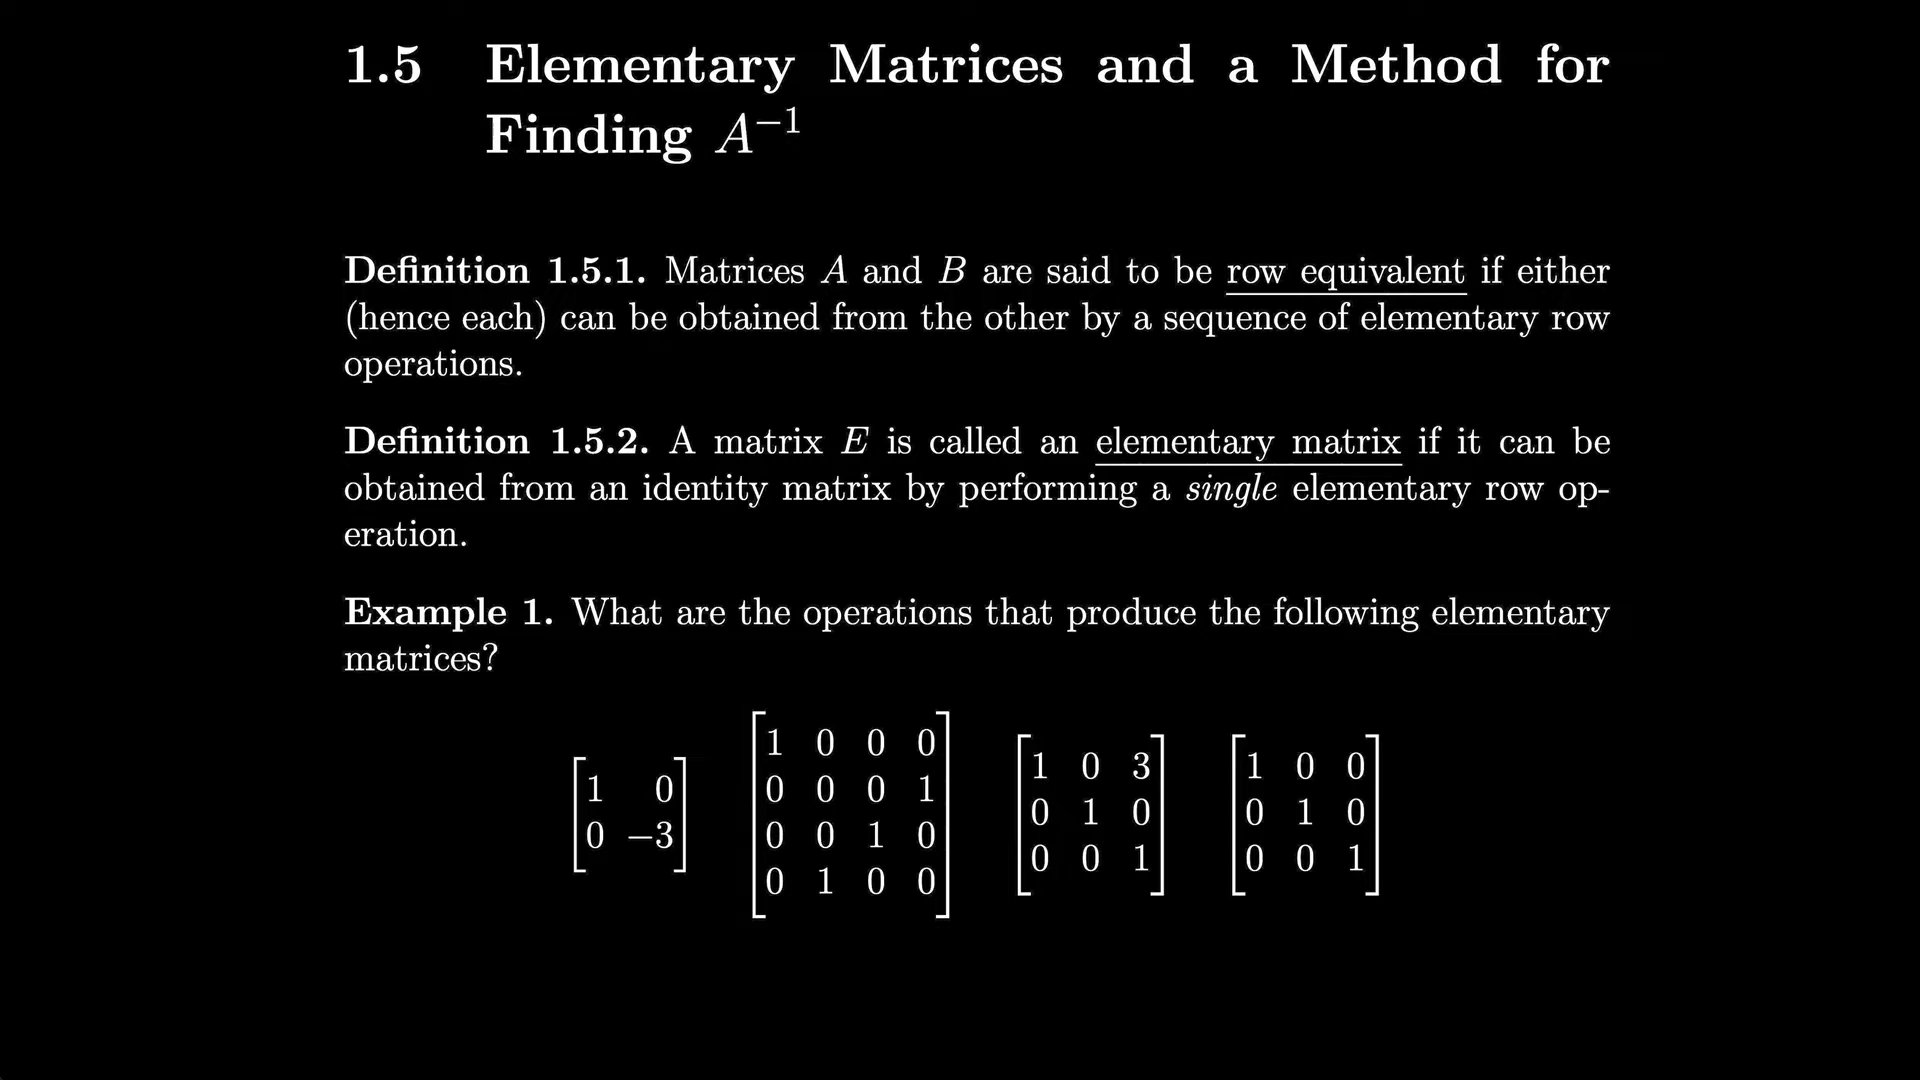 1.5 Elementary Matrices and a Method for
Finding A⁻¹
Definition 1.5.1. Matrices A and B are said to be row equivalent if either
(hence each) can be obtained from the other by a sequence of elementary row
operations.
Definition 1.5.2. A matrix E is called an elementary matrix if it can be
obtained from an identity matrix by performing a single elementary row op-
eration.
Example 1. What are the operations that produce the following elementary
matrices?
[1 0
0 −3]
[1 0 0 0
0 0 0 1
0 0 1 0
0 1 0 0]
[1 0 3
0 1 0
0 0 1]
[1 0 0
0 1 0
0 0 1]